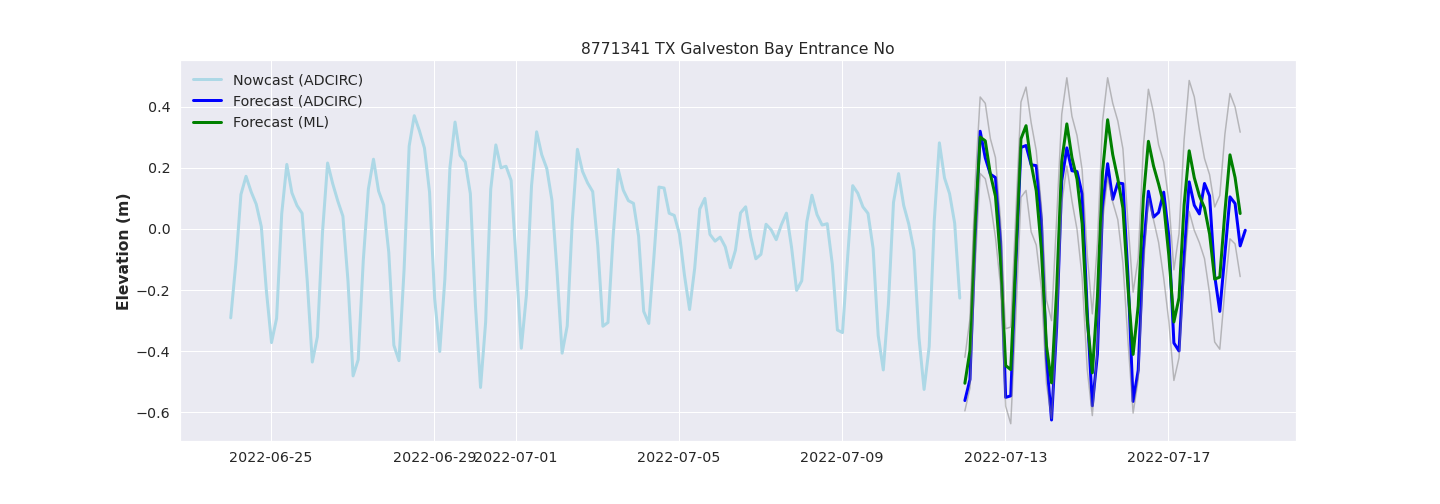 8771341 TX Galveston Bay Entrance No
Nowcast (ADCIRC)
Forecast (ADCIRC)
Forecast (ML)
Elevation (m)
0.4
0.2
0.0
−0.2
−0.4
−0.6
2022-06-25 2022-06-29 2022-07-01 2022-07-05 2022-07-09 2022-07-13 2022-07-17